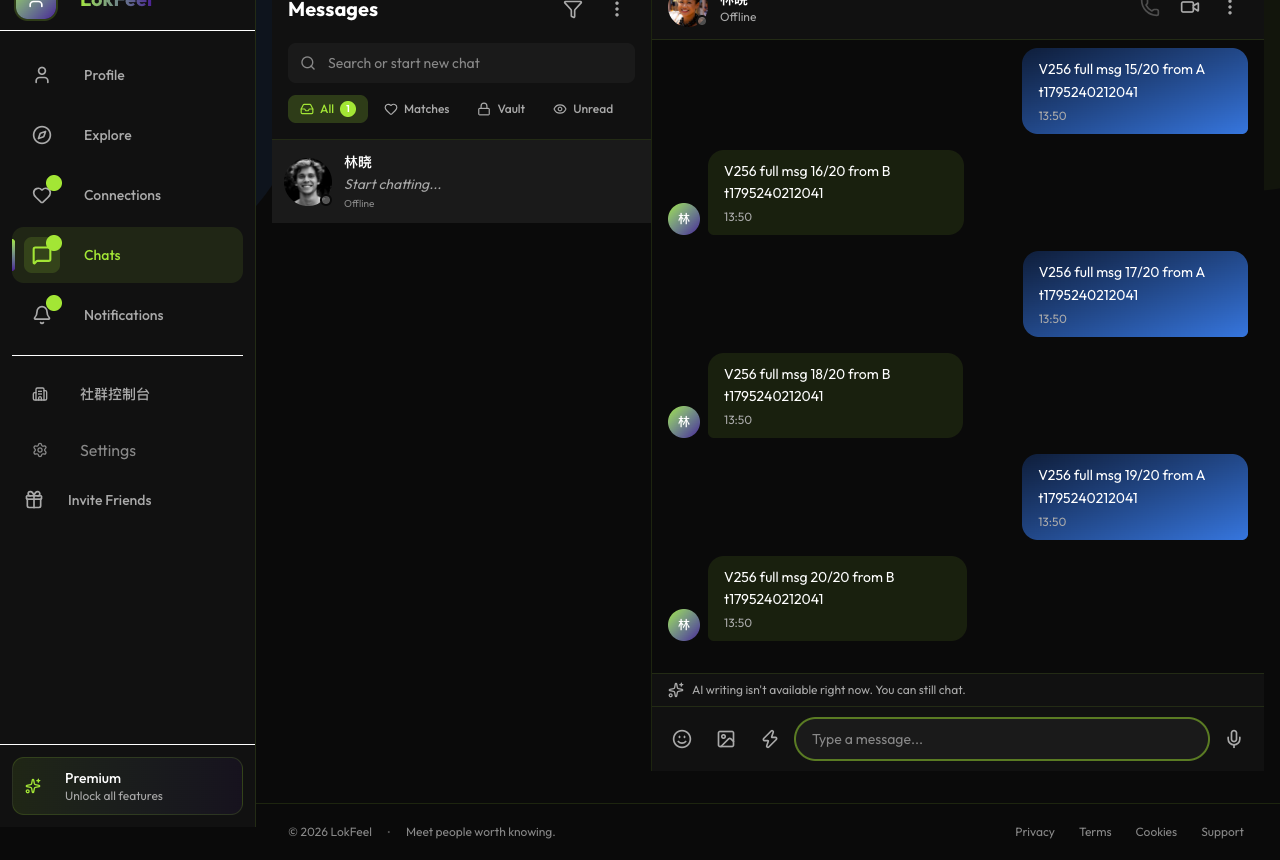 LokFeel
Profile
Explore
Connections
Chats
Notifications
社群控制台
Settings
Invite Friends
Premium
Unlock all features
Messages
Search or start new chat
All 1
Matches
Vault
Unread
林晓
Start chatting...
Offline
林晓
Offline
V256 full msg 15/20 from A
t1795240212041
13:50
V256 full msg 16/20 from B
t1795240212041
13:50
林
V256 full msg 17/20 from A
t1795240212041
13:50
V256 full msg 18/20 from B
t1795240212041
13:50
林
V256 full msg 19/20 from A
t1795240212041
13:50
V256 full msg 20/20 from B
t1795240212041
13:50
林
AI writing isn't available right now. You can still chat.
Type a message...
© 2026 LokFeel · Meet people worth knowing.
Privacy
Terms
Cookies
Support